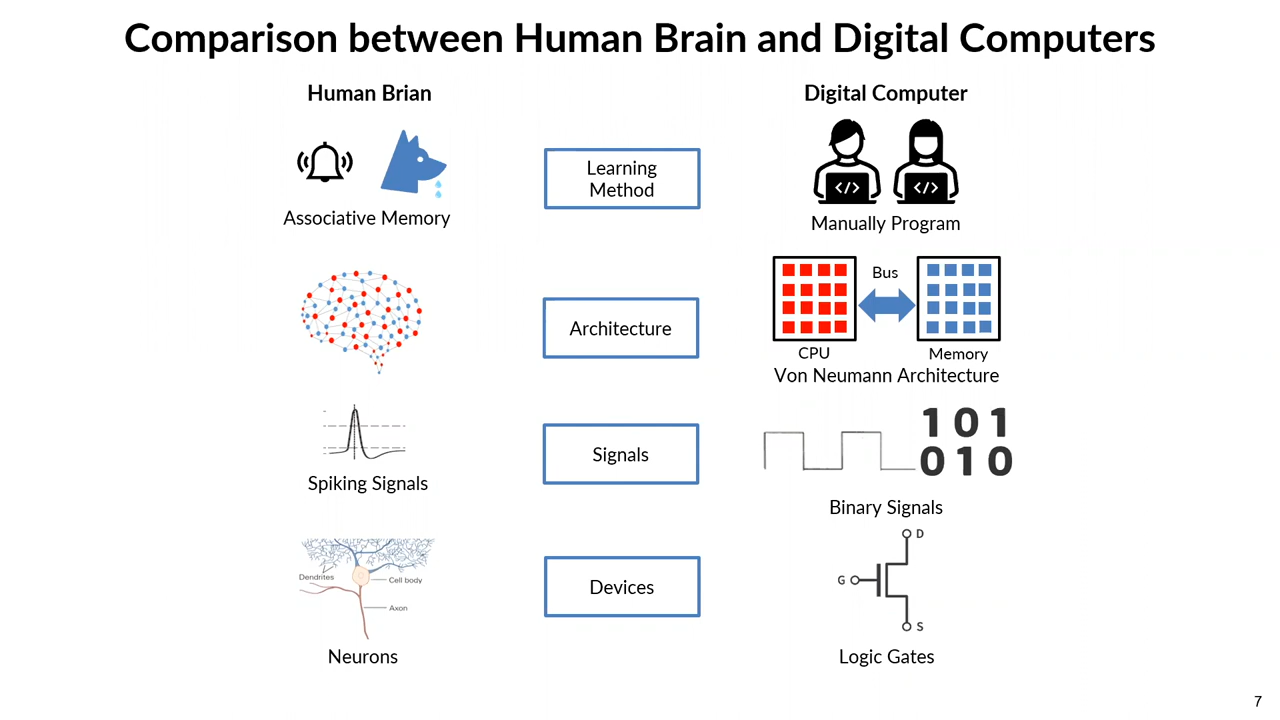 Comparison between Human Brain and Digital Computers
Human Brian
Digital Computer
Learning
Method
</>
</>
Associative Memory
Manually Program
Architecture
Bus
CPU
Memory
Von Neumann Architecture
Signals
Spiking Signals
101
010
Binary Signals
Devices
Dendrites
Cell body
Axon
Neurons
D
G
S
Logic Gates
7